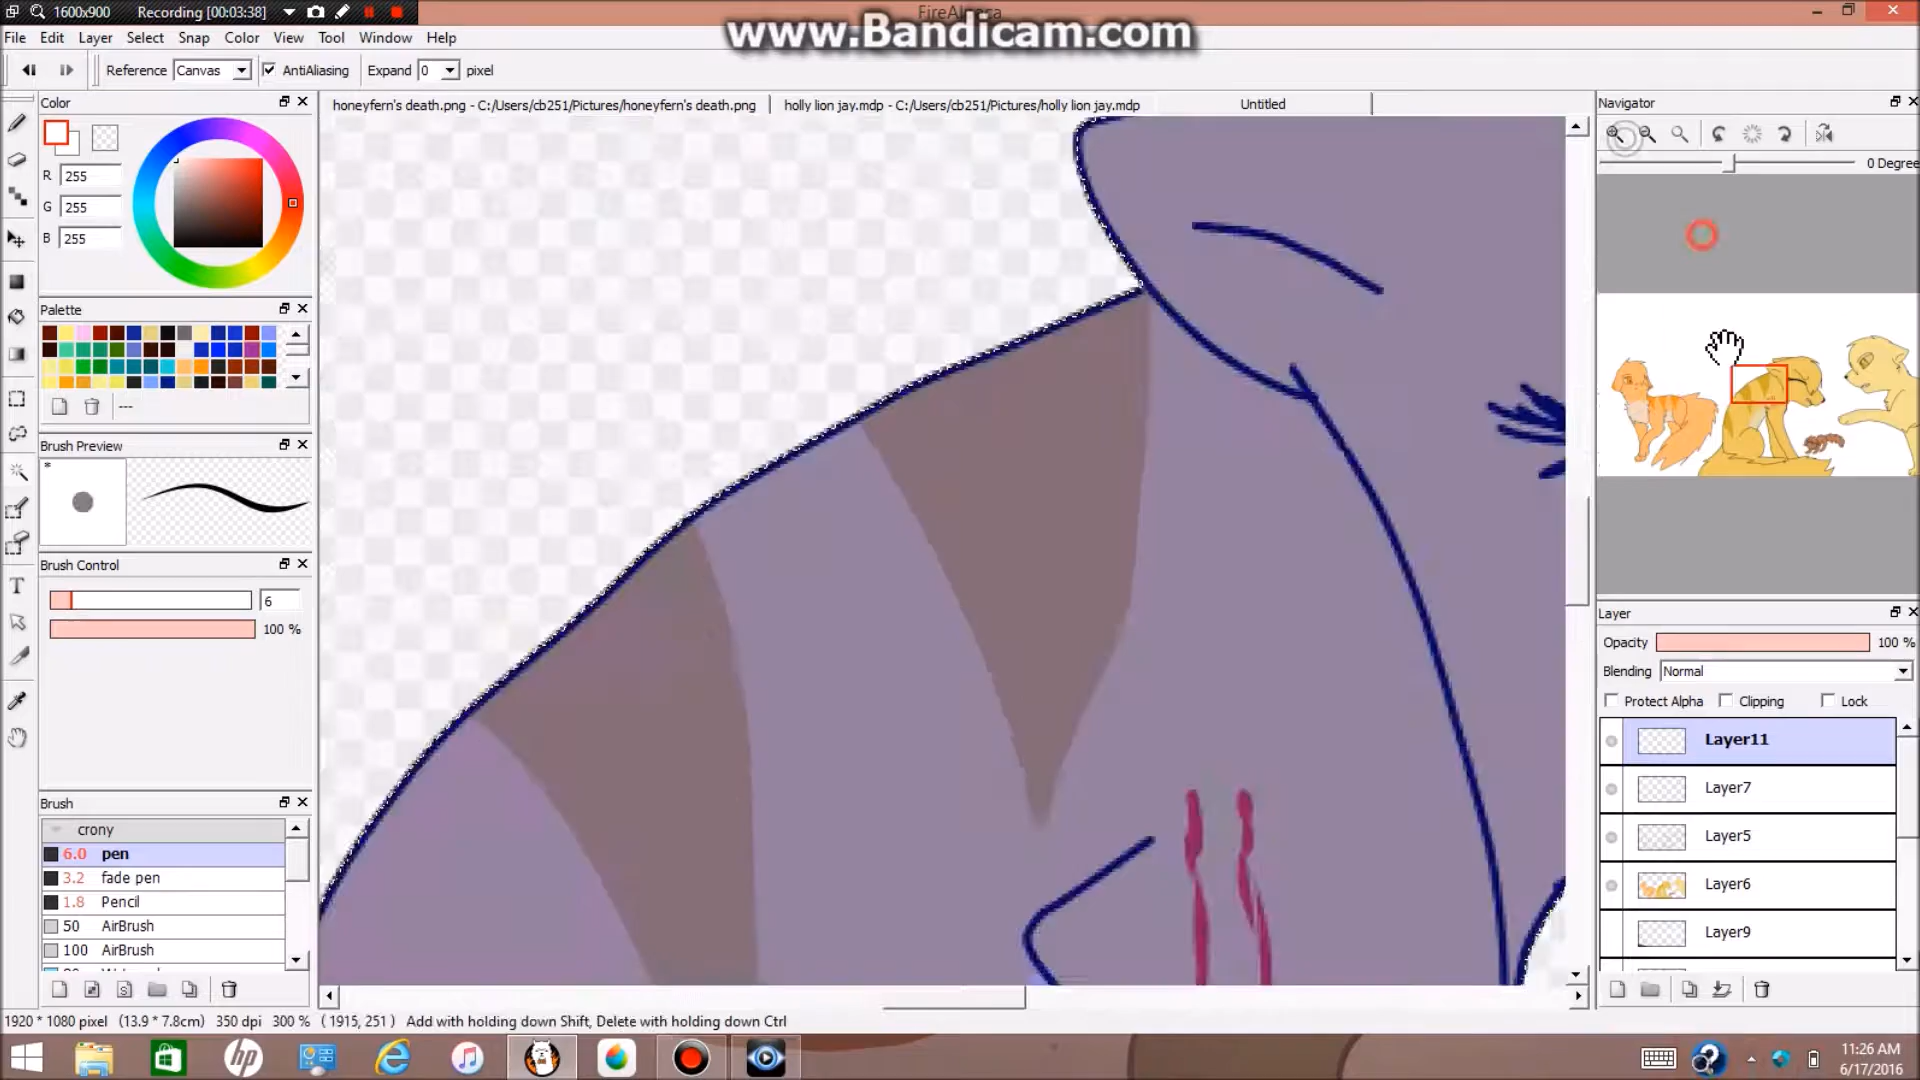 1600x900 Recording [00:03:38]
FireAlpaca
www.Bandicam.com
File Edit Layer Select Snap Color View Tool Window Help
Reference Canvas AntiAliasing Expand 0 pixel
Color
honeyfern's death.png - C:/Users/cb251/Pictures/honeyfern's death.png
holly lion jay.mdp - C:/Users/cb251/Pictures/holly lion jay.mdp
Untitled
Navigator
0 Degree
R 255
G 255
B 255
Palette
---
Brush Preview
*
Brush Control
6
100 %
Brush
crony
6.0 pen
3.2 fade pen
1.8 Pencil
50 AirBrush
100 AirBrush
Layer
Opacity 100 %
Blending Normal
Protect Alpha Clipping Lock
Layer11
Layer7
Layer5
Layer6
Layer9
T
1920 * 1080 pixel (13.9 * 7.8cm) 350 dpi 300 % ( 1915, 251 ) Add with holding down Shift, Delete with holding down Ctrl
hp
11:26 AM
6/17/2016